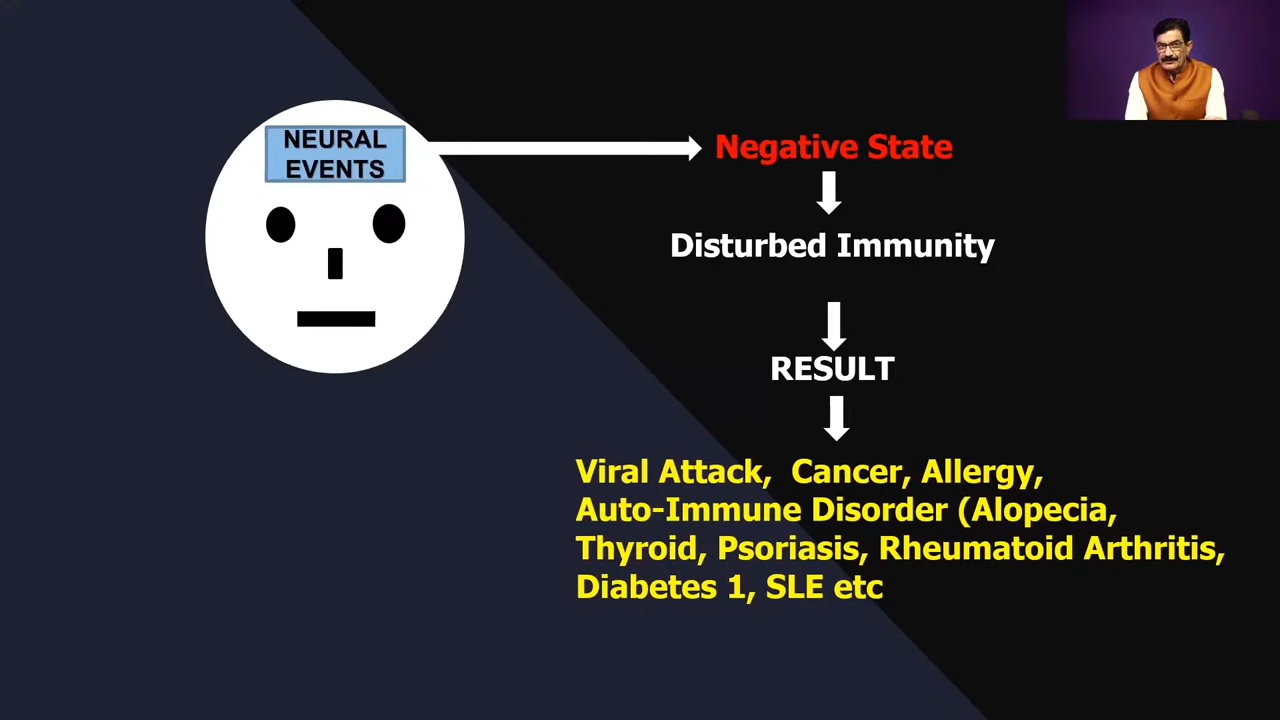 NEURAL
EVENTS
Negative State
Disturbed Immunity
RESULT
Viral Attack,  Cancer, Allergy,
Auto-Immune Disorder (Alopecia,
Thyroid, Psoriasis, Rheumatoid Arthritis,
Diabetes 1, SLE etc